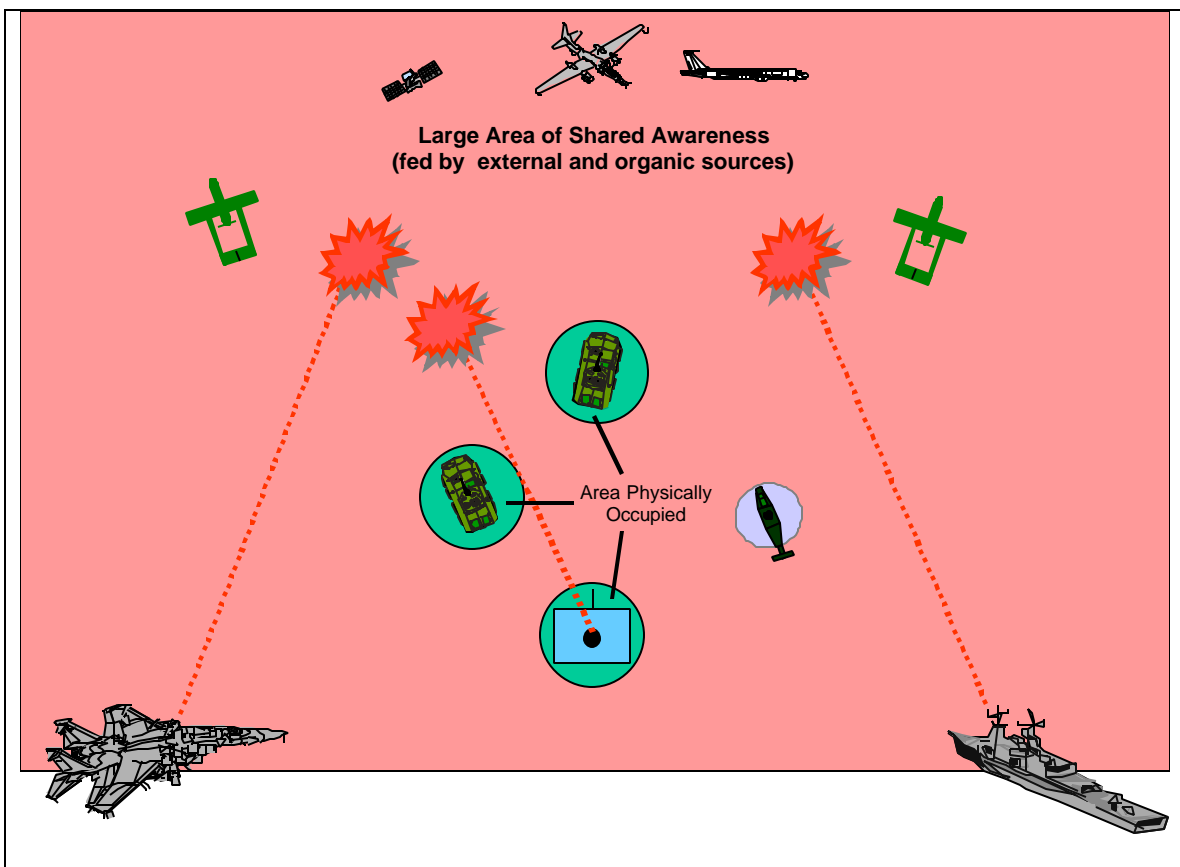 Large Area of Shared Awareness
(fed by external and organic sources)
Area Physically
Occupied